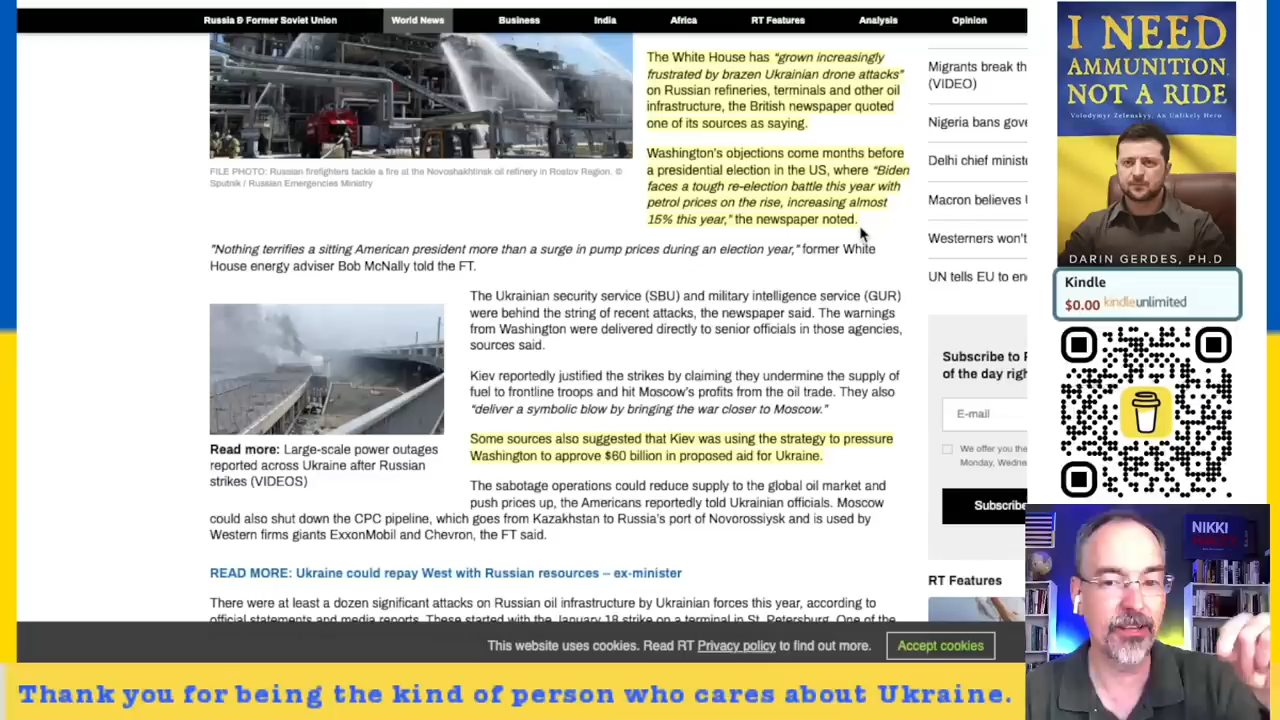 Russia & Former Soviet Union World News Business India Africa RT Features Analysis Opinion
The White House has "grown increasingly
frustrated by brazen Ukrainian drone attacks"
on Russian refineries, terminals and other oil
infrastructure, the British newspaper quoted
one of its sources as saying.
Washington's objections come months before
a presidential election in the US, where "Biden
faces a tough re-election battle this year with
petrol prices on the rise, increasing almost
15% this year," the newspaper noted.
FILE PHOTO: Russian firefighters tackle a fire at the Novoshakhtinsk oil refinery in Rostov Region. ©
Sputnik / Russian Emergencies Ministry
"Nothing terrifies a sitting American president more than a surge in pump prices during an election year," former White
House energy adviser Bob McNally told the FT.
The Ukrainian security service (SBU) and military intelligence service (GUR)
were behind the string of recent attacks, the newspaper said. The warnings
from Washington were delivered directly to senior officials in those agencies,
sources said.
Kiev reportedly justified the strikes by claiming they undermine the supply of
fuel to frontline troops and hit Moscow's profits from the oil trade. They also
"deliver a symbolic blow by bringing the war closer to Moscow."
Read more: Large-scale power outages
reported across Ukraine after Russian
strikes (VIDEOS)
Some sources also suggested that Kiev was using the strategy to pressure
Washington to approve $60 billion in proposed aid for Ukraine.
The sabotage operations could reduce supply to the global oil market and
push prices up, the Americans reportedly told Ukrainian officials. Moscow
could also shut down the CPC pipeline, which goes from Kazakhstan to Russia's port of Novorossiysk and is used by
Western firms giants ExxonMobil and Chevron, the FT said.
READ MORE: Ukraine could repay West with Russian resources – ex-minister
There were at least a dozen significant attacks on Russian oil infrastructure by Ukrainian forces this year, according to
official statements and media reports. These started with the January 18 strike on a terminal in St. Petersburg. One of the
Migrants break th
(VIDEO)
Nigeria bans gove
Delhi chief ministe
Macron believes U
Westerners won't
UN tells EU to en
Subscribe to R
of the day righ
E-mail
We offer you the
Monday, Wedne
Subscribe
RT Features
This website uses cookies. Read RT Privacy policy to find out more.
Accept cookies
I NEED
AMMUNITION
NOT A RIDE
Volodymyr Zelenskyy, An Unlikely Hero
DARIN GERDES, PH.D
Kindle
$0.00 kindleunlimited
NIKKI
Thank you for being the kind of person who cares about Ukraine.